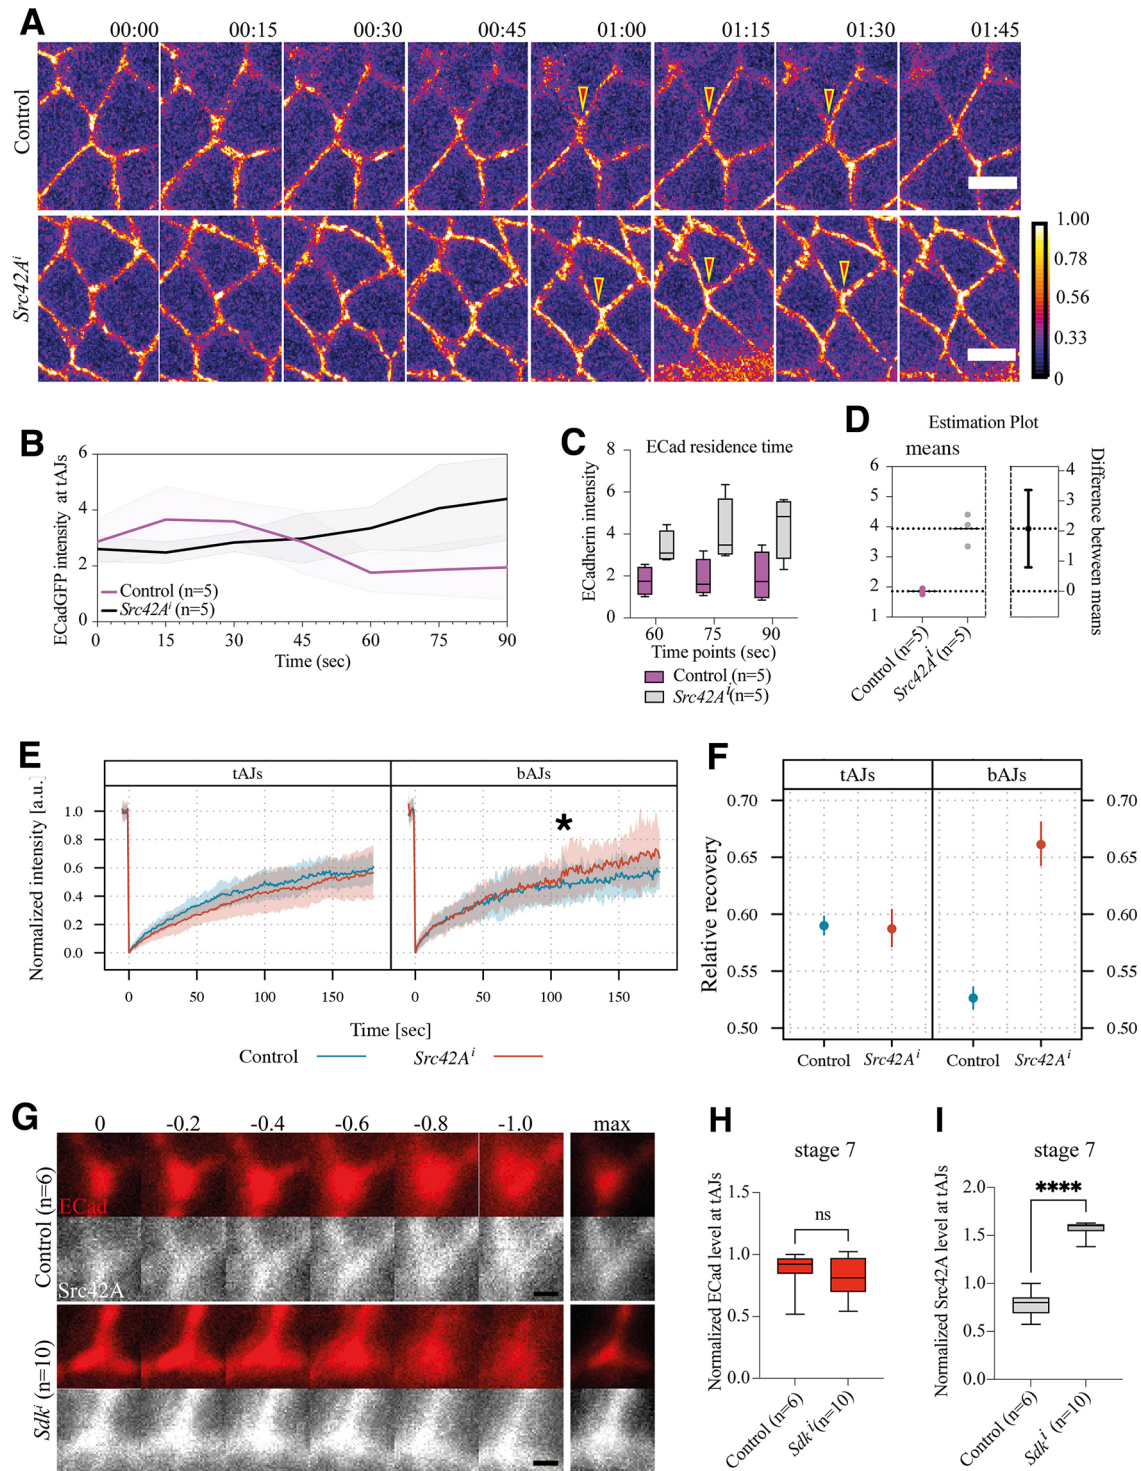 A
00:00 00:15 00:30 00:45 01:00 01:15 01:30 01:45
Control
Src42Aⁱ
1.00
0.78
0.56
0.33
0
B
ECadGFP intensity at tAJs
6
4
2
0
Control (n=5)
Src42Aⁱ (n=5)
0 15 30 45 60 75 90
Time (sec)
C
ECad residence time
ECadherin intensity
8
6
4
2
0
60 75 90
Time points (sec)
Control (n=5)
Src42Aⁱ(n=5)
D
Estimation Plot
means
6
5
4
3
2
1
4
3
2
1
0
Difference between means
Control (n=5)
Src42Aⁱ (n=5)
E
tAJs bAJs
Normalized intensity [a.u.]
1.0
0.8
0.6
0.4
0.2
0.0
*
0 50 100 150 0 50 100 150
Time [sec]
Control Src42Aⁱ
F
tAJs bAJs
Relative recovery
0.70 0.70
0.65 0.65
0.60 0.60
0.55 0.55
0.50 0.50
Control Src42Aⁱ Control Src42Aⁱ
G
0 -0.2 -0.4 -0.6 -0.8 -1.0 max
Control (n=6)
ECad
Src42A
Sdkⁱ (n=10)
H
stage 7
Normalized ECad level at tAJs
1.5
1.0
0.5
0.0
ns
Control (n=6)
Sdkⁱ (n=10)
I
stage 7
Normalized Src42A level at tAJs
2.0
1.5
1.0
0.5
0.0
****
Control (n=6)
Sdkⁱ (n=10)